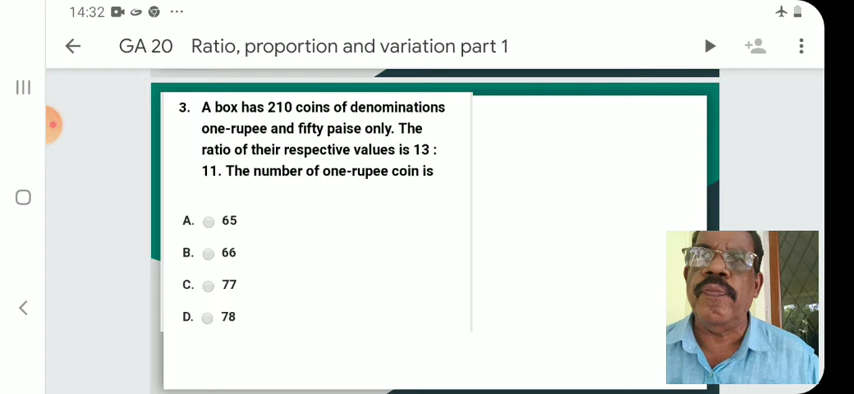 14:32
GA 20 Ratio, proportion and variation part 1
3. A box has 210 coins of denominations
one-rupee and fifty paise only. The
ratio of their respective values is 13 :
11. The number of one-rupee coin is
A. 65
B. 66
C. 77
D. 78